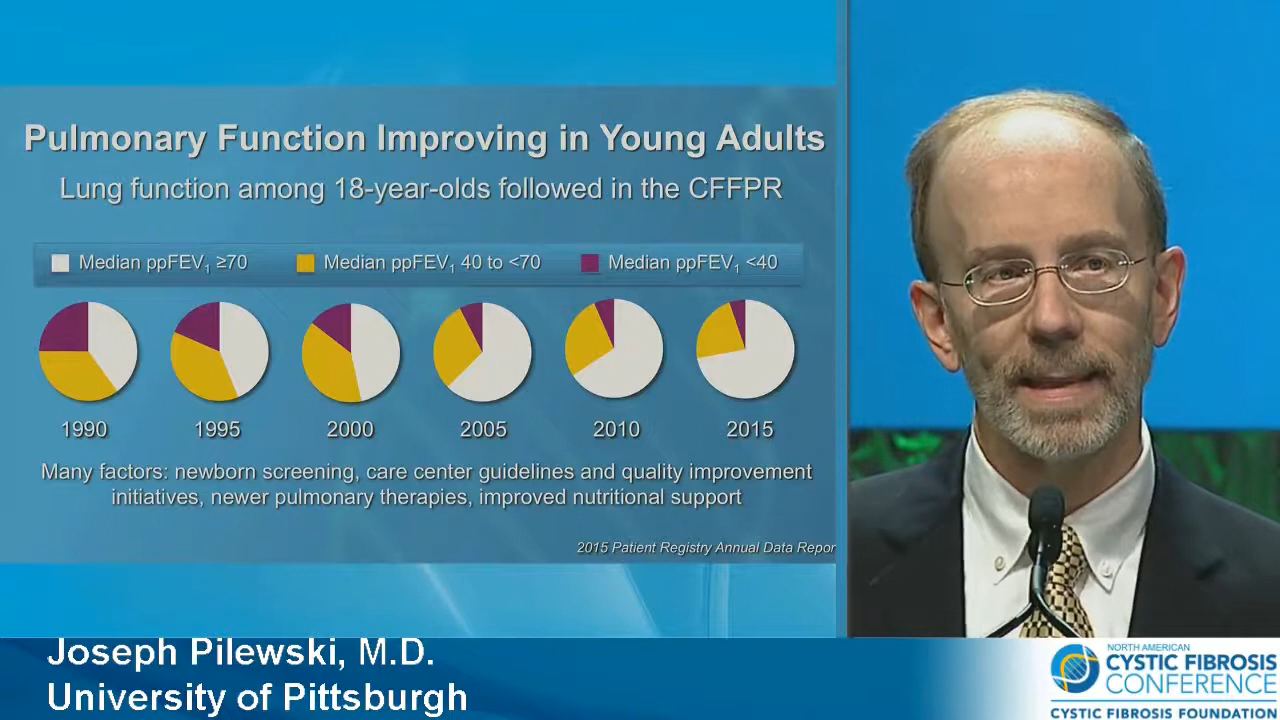 Pulmonary Function Improving in Young Adults
Lung function among 18-year-olds followed in the CFFPR
Median ppFEV1 ≥70 Median ppFEV1 40 to <70 Median ppFEV1 <40
1990 1995 2000 2005 2010 2015
Many factors: newborn screening, care center guidelines and quality improvement
initiatives, newer pulmonary therapies, improved nutritional support
2015 Patient Registry Annual Data Repor
Joseph Pilewski, M.D.
University of Pittsburgh
NORTH AMERICAN
CYSTIC FIBROSIS
CONFERENCE
CYSTIC FIBROSIS FOUNDATION